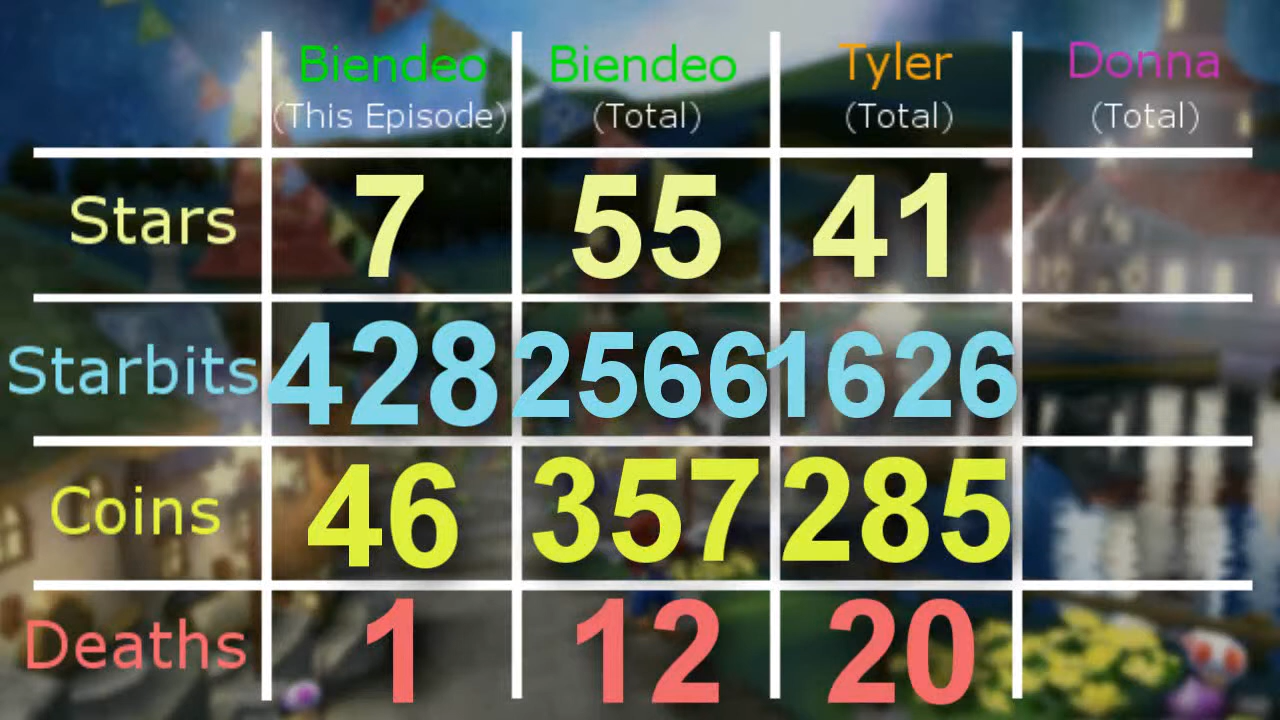 Biendeo Biendeo Tyler Donna
(This Episode) (Total) (Total) (Total)
Stars 7 55 41
Starbits 428 2566 1626
Coins 46 357 285
Deaths 1 12 20